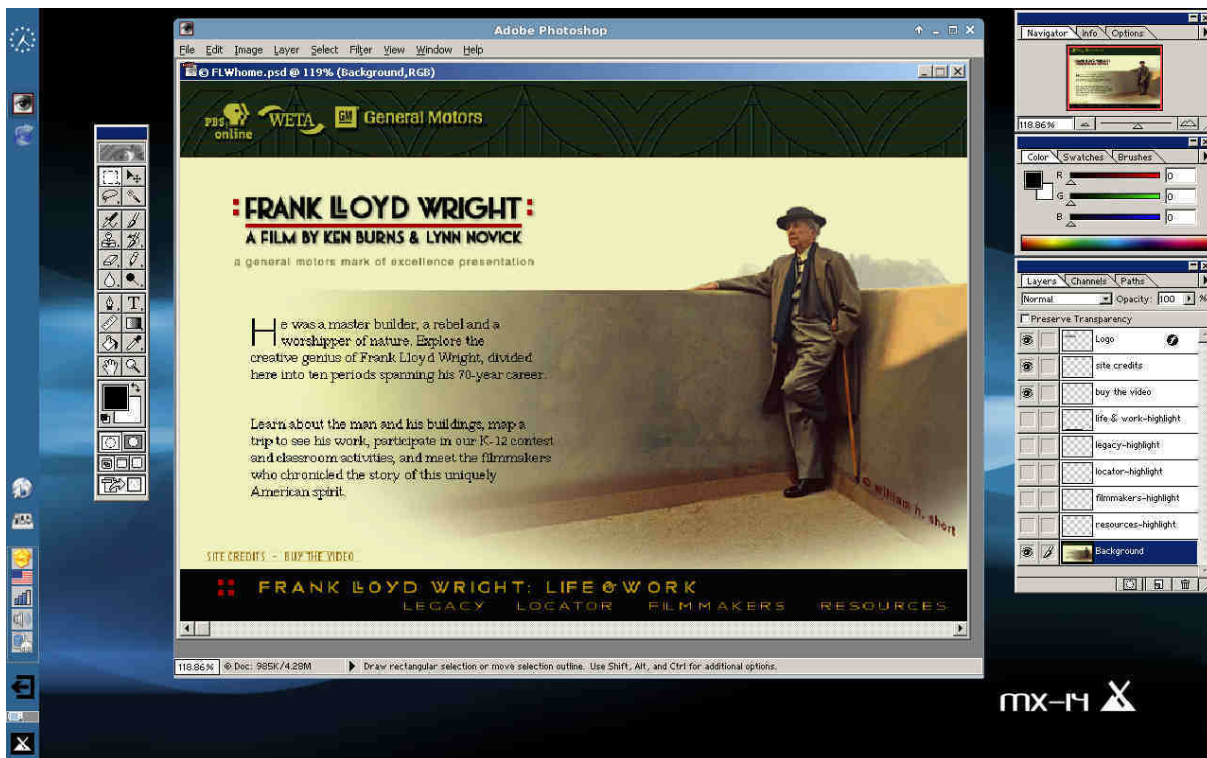 Adobe Photoshop
File Edit Image Layer Select Filter View Window Help
© FLWhome.psd @ 119% (Background,RGB)
PBS online WETA GM General Motors
FRANK LLOYD WRIGHT
A FILM BY KEN BURNS & LYNN NOVICK
a general motors mark of excellence presentation
He was a master builder, a rebel and a
worshipper of nature. Explore the
creative genius of Frank Lloyd Wright, divided
here into ten periods spanning his 70-year career.
Learn about the man and his buildings, map a
trip to see his work, participate in our K-12 contest
and classroom activities, and meet the filmmakers
who chronicled the story of this uniquely
American spirit.
© william h. short
SITE CREDITS - BUY THE VIDEO
FRANK LLOYD WRIGHT: LIFE & WORK
LEGACY LOCATOR FILMMAKERS RESOURCES
118.86% © Doc: 985K/4.28M Draw rectangular selection or move selection outline. Use Shift, Alt, and Ctrl for additional options.
Navigator Info Options
118.86%
Color Swatches Brushes
R 0
G 0
B 0
Layers Channels Paths
Normal Opacity: 100 %
Preserve Transparency
Logo
site credits
buy the video
life & work-highlight
legacy-highlight
locator-highlight
filmmakers-highlight
resources-highlight
Background
mx-14